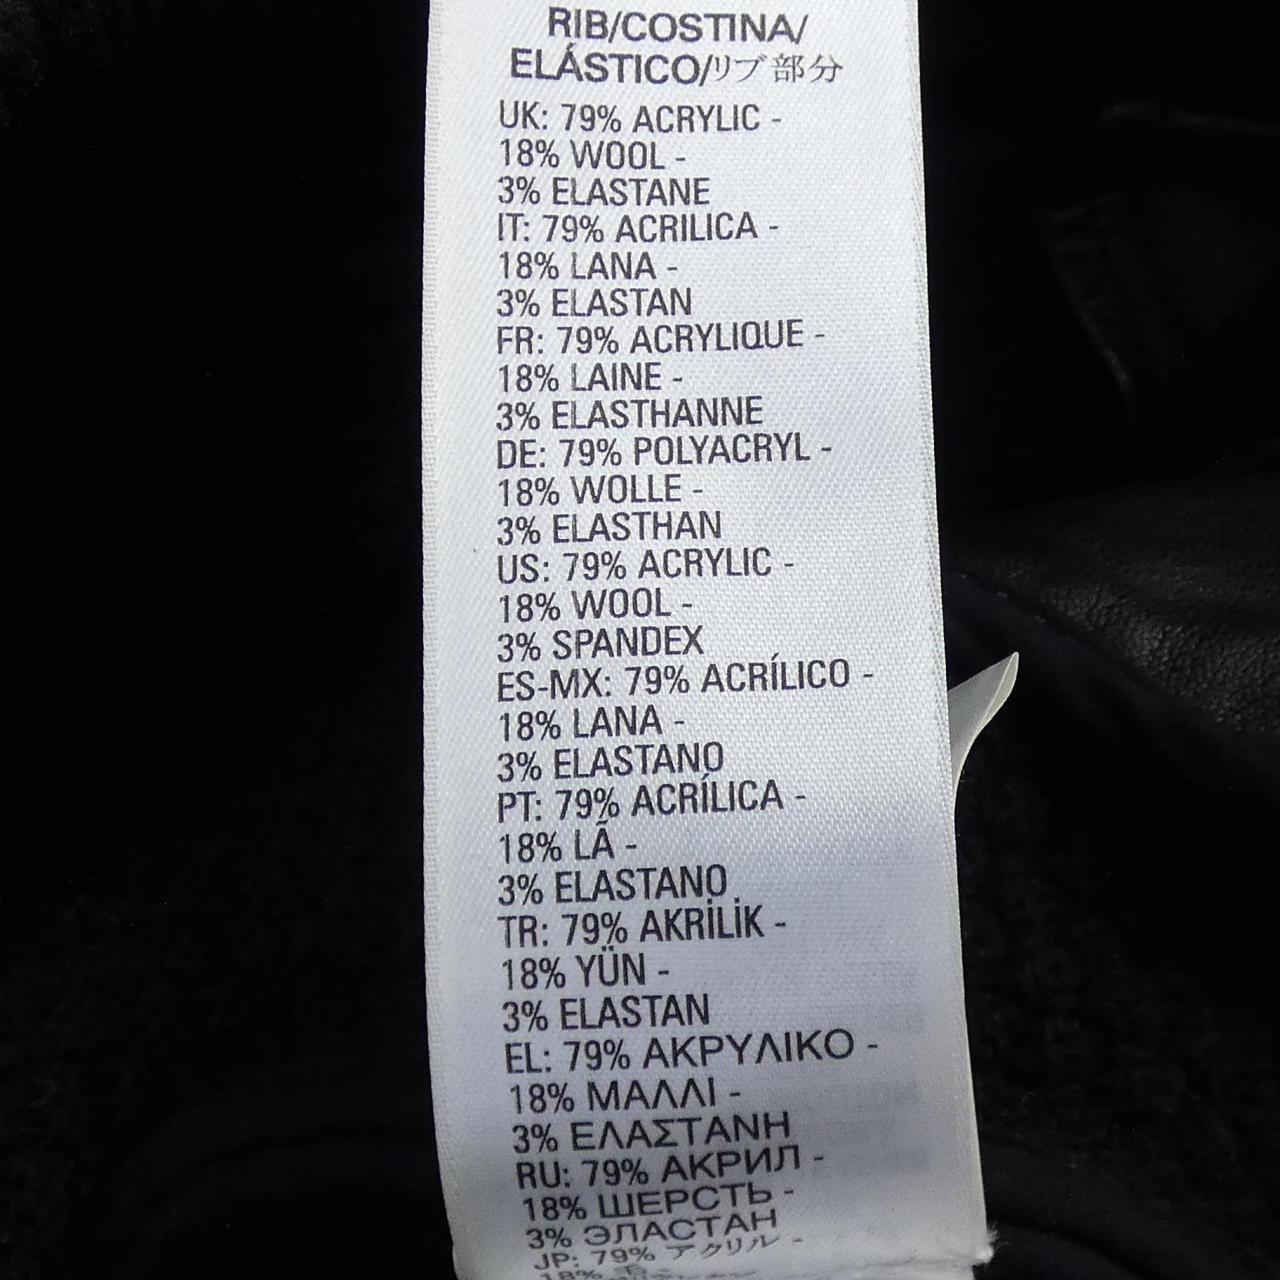 RIB/COSTINA/
ELÁSTICO/リブ部分
UK: 79% ACRYLIC -
18% WOOL -
3% ELASTANE
IT: 79% ACRILICA -
18% LANA -
3% ELASTAN
FR: 79% ACRYLIQUE -
18% LAINE -
3% ELASTHANNE
DE: 79% POLYACRYL -
18% WOLLE -
3% ELASTHAN
US: 79% ACRYLIC -
18% WOOL -
3% SPANDEX
ES-MX: 79% ACRÍLICO -
18% LANA -
3% ELASTANO
PT: 79% ACRÍLICA -
18% LÃ -
3% ELASTANO
TR: 79% AKRİLİK -
18% YÜN -
3% ELASTAN
EL: 79% ΑΚΡΥΛΙΚΟ -
18% ΜΑΛΛΙ -
3% ΕΛΑΣΤΑΝΗ
RU: 79% АКРИЛ -
18% ШЕРСТЬ -
3% ЭЛАСТАН
JP: 79% アクリル -
18% 毛 -